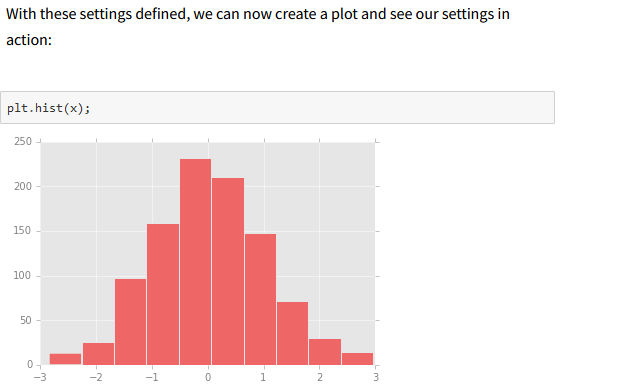 With these settings defined, we can now create a plot and see our settings in
action:
plt.hist(x);
250
200
150
100
50
0
−3 −2 −1 0 1 2 3